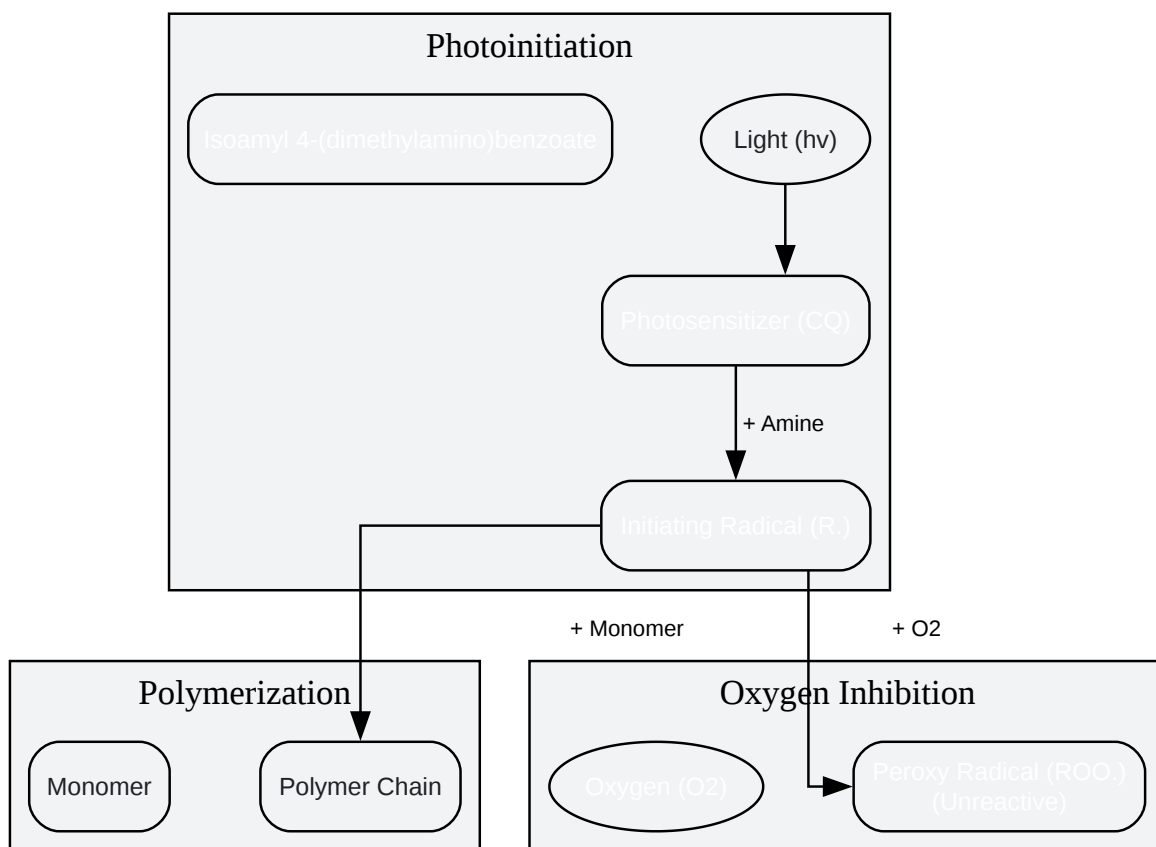 Photoinitiation
Isoamyl 4-(dimethylamino)benzoate
Light (hv)
Photosensitizer (CQ)
+ Amine
Initiating Radical (R.)
+ Monomer
+ O2
Polymerization
Monomer
Polymer Chain
Oxygen Inhibition
Oxygen (O2)
Peroxy Radical (ROO.)
(Unreactive)